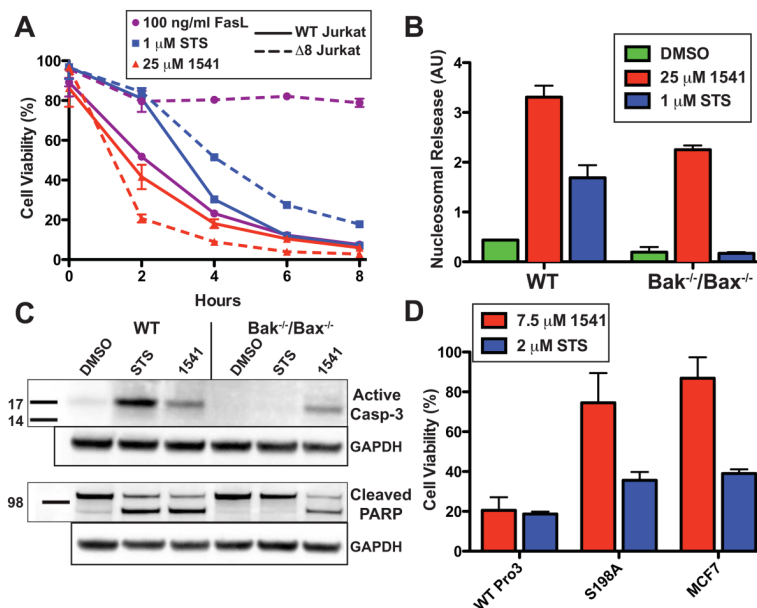 A
100 ng/ml FasL
1 μM STS
25 μM 1541
WT Jurkat
Δ8 Jurkat
Cell Viability (%)
100
80
60
40
20
0
0
2
4
6
8
Hours
B
DMSO
25 μM 1541
1 μM STS
Nucleosomal Relsease (AU)
4
3
2
1
0
WT
Bak-/-/Bax-/-
C
WT
Bak-/-/Bax-/-
DMSO
STS
1541
DMSO
STS
1541
17
14
Active
Casp-3
GAPDH
98
Cleaved
PARP
GAPDH
D
7.5 μM 1541
2 μM STS
Cell Viability (%)
100
80
60
40
20
0
WT Pro3
S198A
MCF7